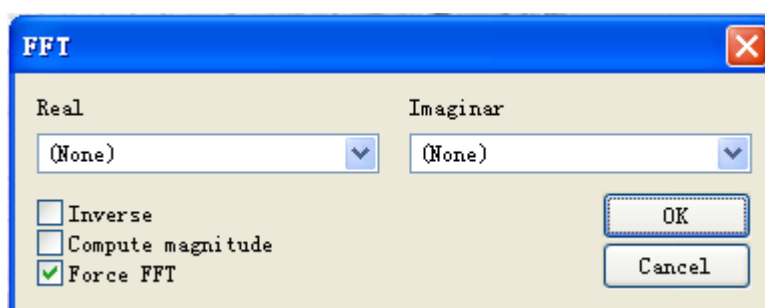 FFT
Real Imaginar
(None) (None)
Inverse
Compute magnitude
Force FFT
OK
Cancel